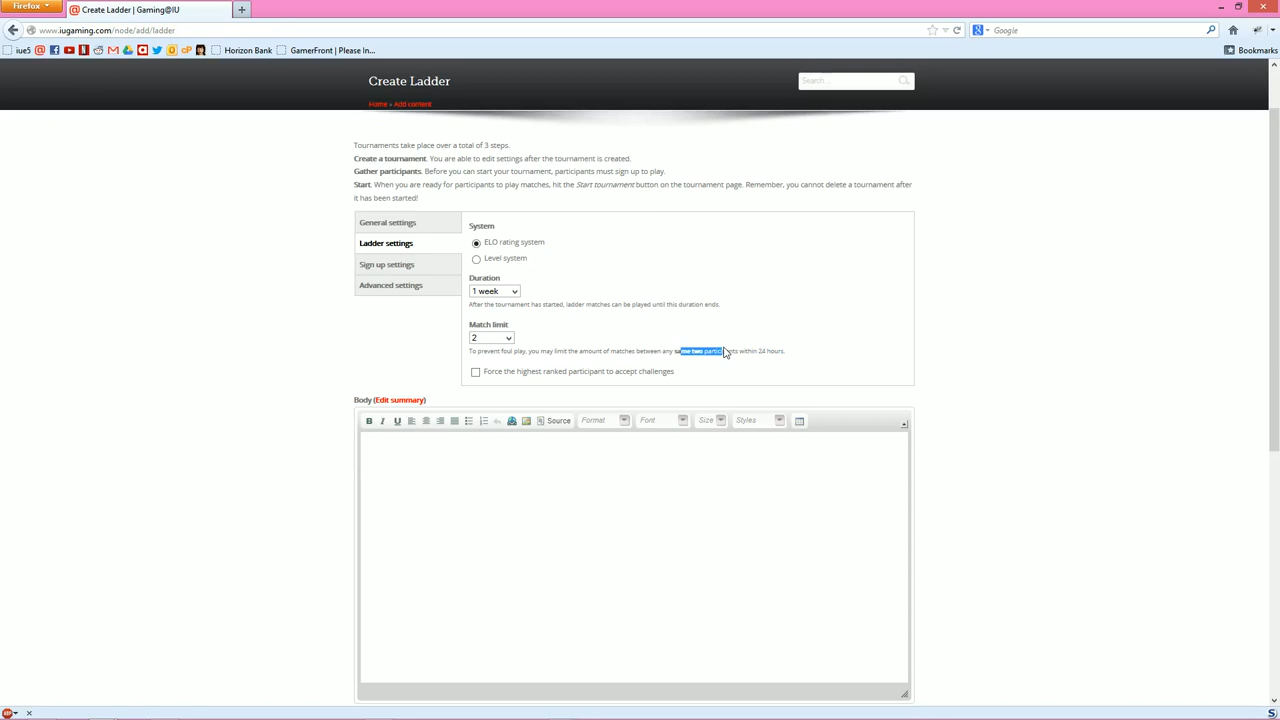 Firefox
Create Ladder | Gaming@IU
www.iugaming.com/node/add/ladder
Google
iue5
Horizon Bank
GamerFront | Please In...
Bookmarks
Create Ladder
Search...
Home » Add content
Tournaments take place over a total of 3 steps.
Create a tournament. You are able to edit settings after the tournament is created.
Gather participants. Before you can start your tournament, participants must sign up to play.
Start. When you are ready for participants to play matches, hit the Start tournament button on the tournament page. Remember, you cannot delete a tournament after
it has been started!
General settings
Ladder settings
Sign up settings
Advanced settings
System
ELO rating system
Level system
Duration
1 week
After the tournament has started, ladder matches can be played until this duration ends.
Match limit
2
To prevent foul play, you may limit the amount of matches between any same two participants within 24 hours.
Force the highest ranked participant to accept challenges
Body (Edit summary)
B I U Source Format Font Size Styles